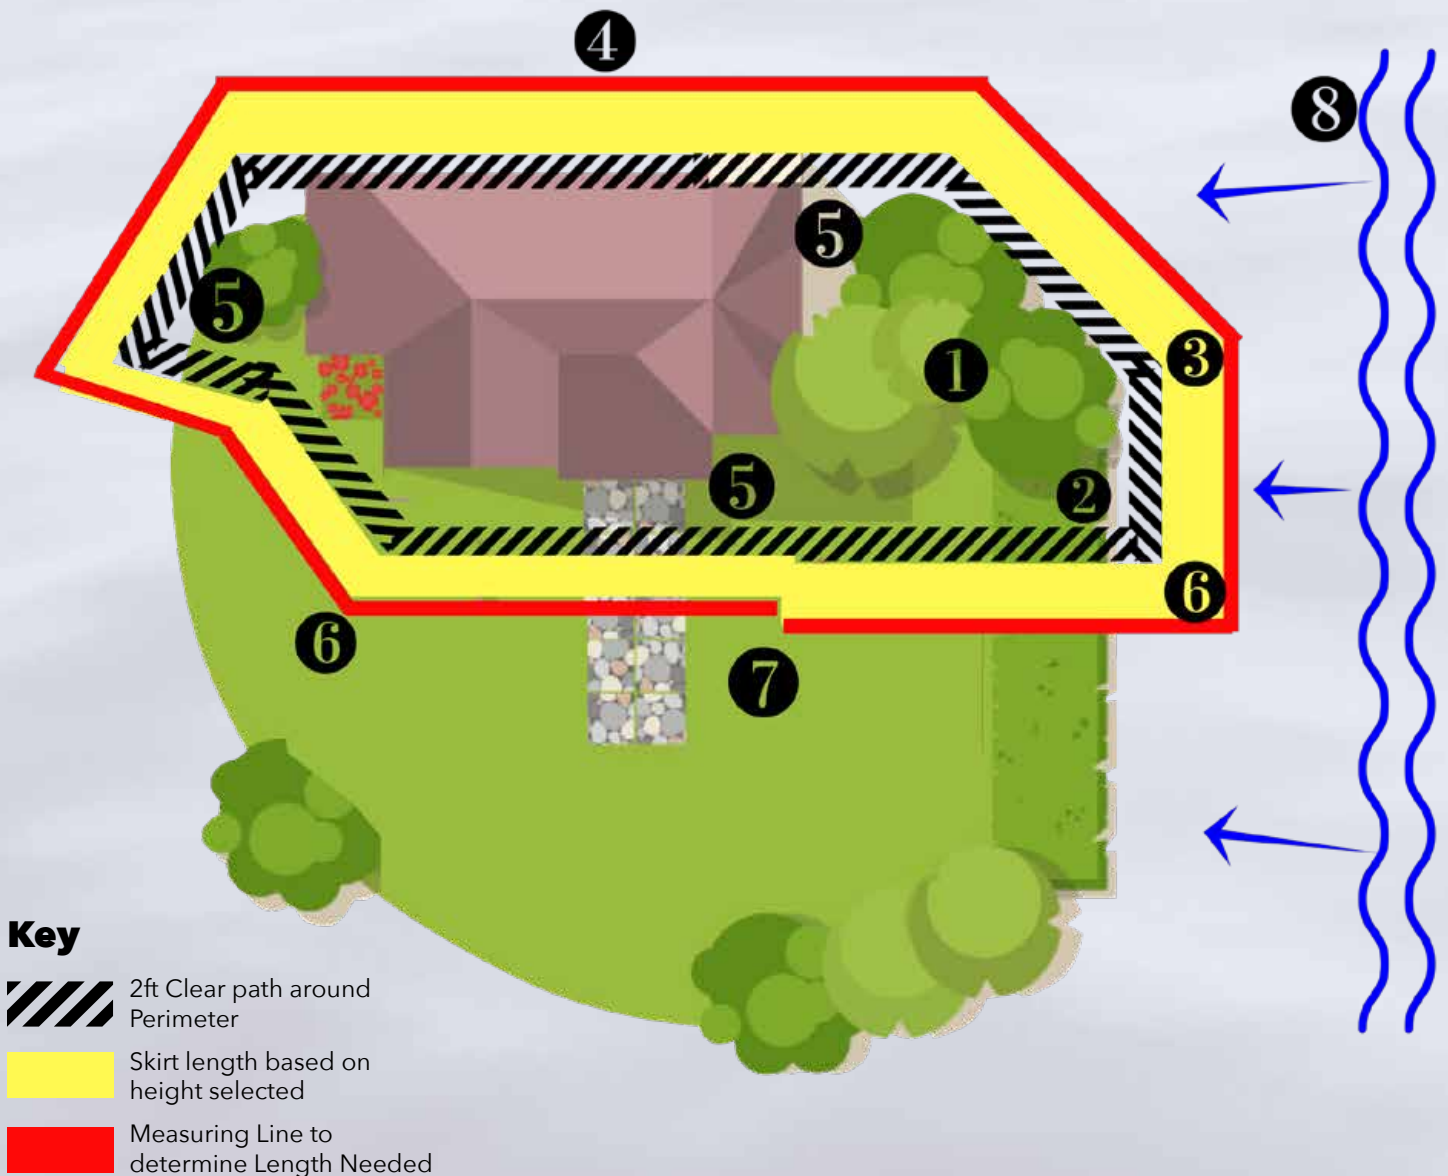 4
8
5
5
3
1
5
2
6
6
7
Key
2ft Clear path around
Perimeter
Skirt length based on
height selected
Measuring Line to
determine Length Needed